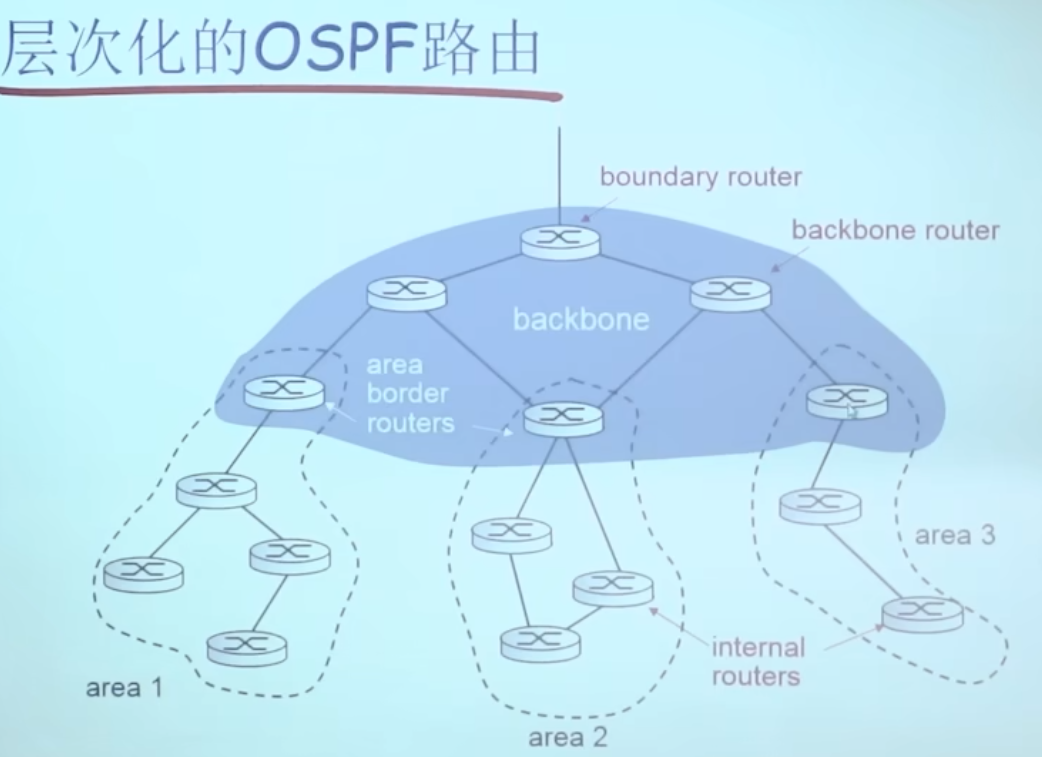 层次化的OSPF路由
boundary router
backbone router
backbone
area
border
routers
area 3
internal
routers
area 1
area 2